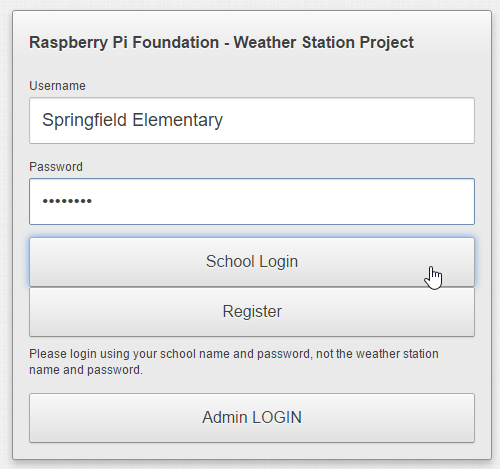 Raspberry Pi Foundation - Weather Station Project
Username
Springfield Elementary
Password
••••••••
School Login
Register
Please login using your school name and password, not the weather station
name and password.
Admin LOGIN